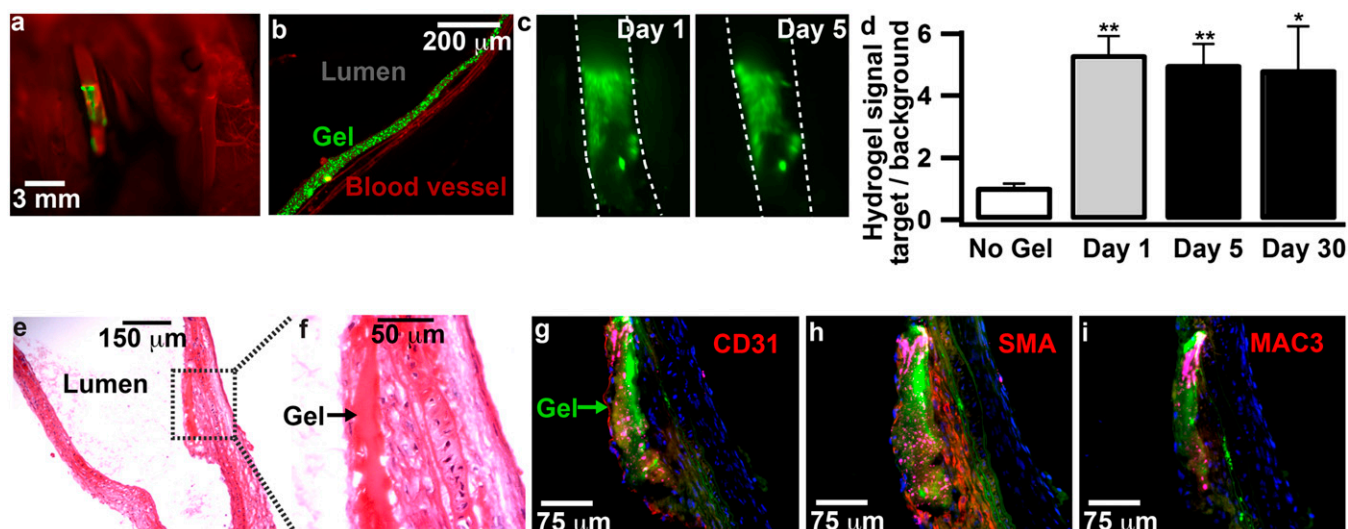 a
3 mm
b
200 μm
Lumen
Gel
Blood vessel
c
Day 1
Day 5
d
Hydrogel signal
target / background
6
4
2
0
**
**
*
No Gel
Day 1
Day 5
Day 30
e
150 μm
Lumen
f
50 μm
Gel
g
CD31
Gel
75 μm
h
SMA
75 μm
i
MAC3
75 μm